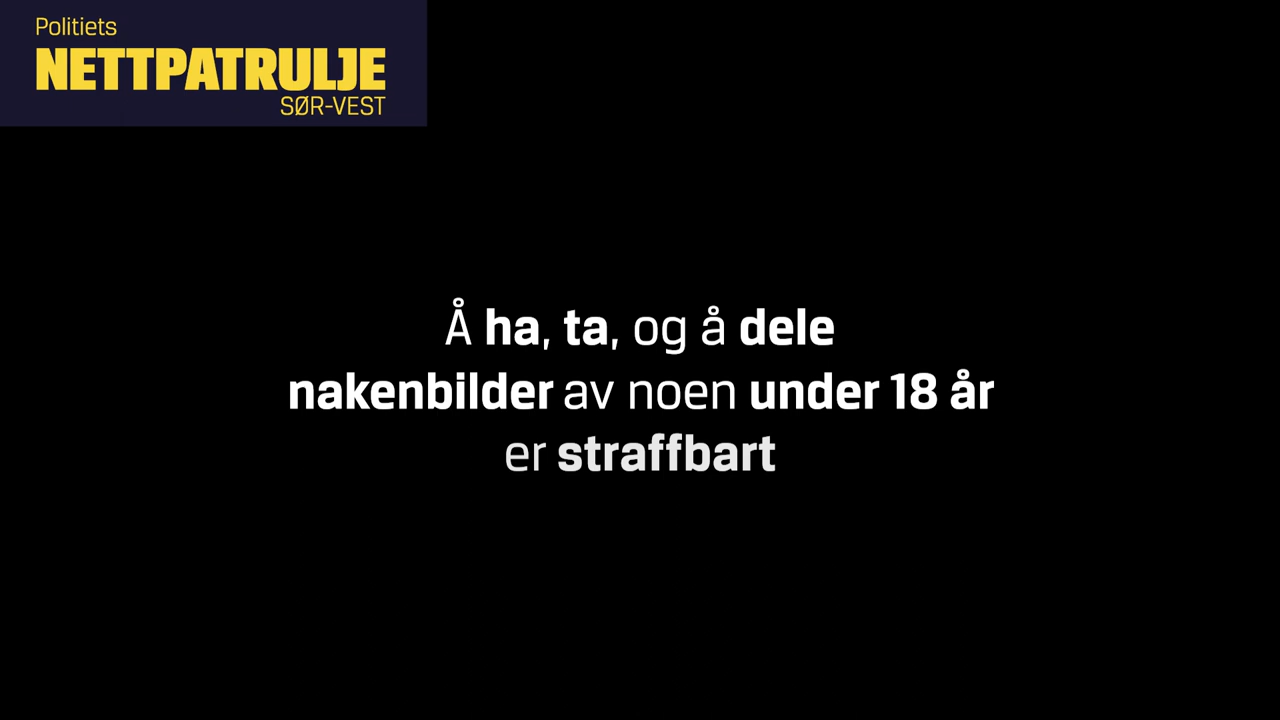 Politiets
NETTPATRULJE
SØR-VEST
Å ha, ta, og å dele
nakenbilder av noen under 18 år
er straffbart